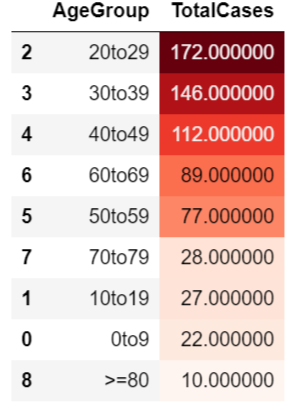 AgeGroup TotalCases
2 20to29 172.000000
3 30to39 146.000000
4 40to49 112.000000
6 60to69 89.000000
5 50to59 77.000000
7 70to79 28.000000
1 10to19 27.000000
0 0to9 22.000000
8 >=80 10.000000